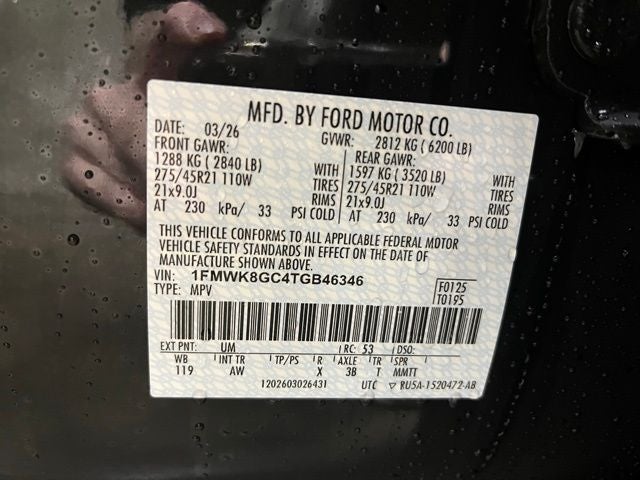 MFD. BY FORD MOTOR CO.
DATE: 03/26 GVWR: 2812 KG ( 6200 LB)
FRONT GAWR: REAR GAWR:
1288 KG ( 2840 LB) 1597 KG ( 3520 LB)
275/45R21 110W TIRES 275/45R21 110W TIRES
21x9.0J RIMS 21x9.0J RIMS
AT 230 kPa/ 33 PSI COLD AT 230 kPa/ 33 PSI COLD
THIS VEHICLE CONFORMS TO ALL APPLICABLE FEDERAL MOTOR
VEHICLE SAFETY STANDARDS IN EFFECT ON THE DATE OF
MANUFACTURE SHOWN ABOVE.
VIN: 1FMWK8GC4TGB46346 F0125
TYPE: MPV T0195
EXT PNT: UM RC: 53 DSO:
WB INT TR TP/PS R AXLE TR SPR
119 AW X 3B T MMTT
1202603026431 UTC ▽ RU5A-1520472-AB